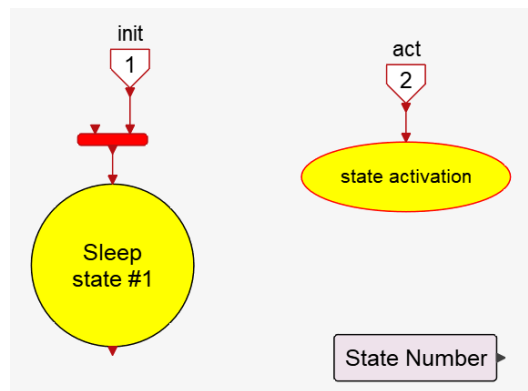 init
1
act
2
state activation
Sleep
state #1
State Number